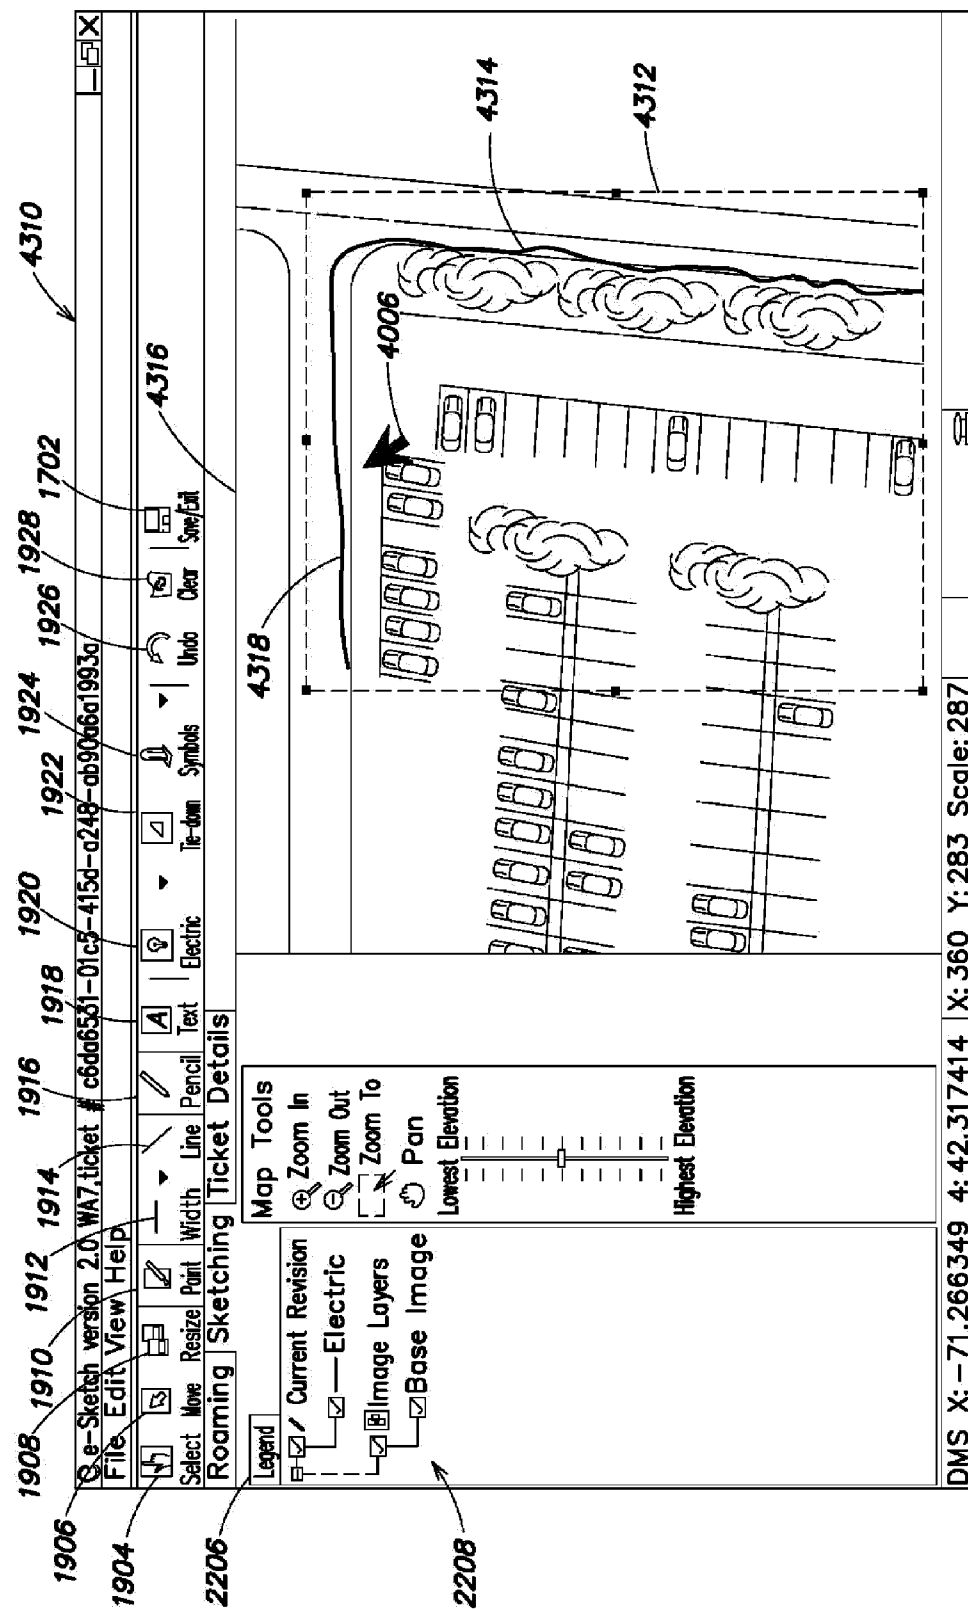 4310
1904
1906
1908
1910
1912
1914
1916
1918
1920
1922
1924
1926
1928
1702
4316
e-Sketch version 2.0 WA7,ticket # c6da6531-01c5-415d-a248-ab90a6a1993a
File Edit View Help
Select Move Resize Paint Width Line Pencil Text Electric Tie-down Symbols Undo Clear Save/Exit
Roaming Sketching Ticket Details
2206
Legend
Current Revision
Electric
Image Layers
Base Image
2208
Map Tools
Zoom In
Zoom Out
Zoom To
Pan
Lowest Elevation
Highest Elevation
4318
4006
4314
4312
DMS X: -71.266349 4: 42.317414 X: 360 Y: 283 Scale: 287